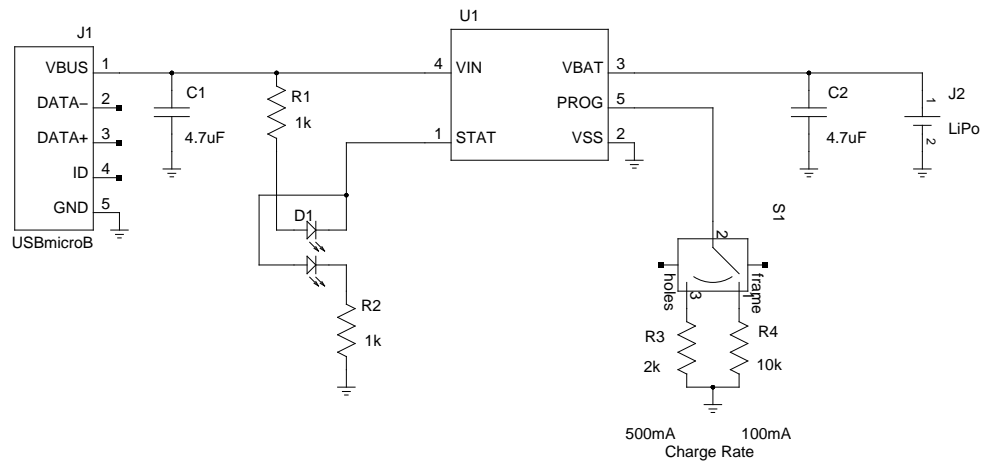 U1
J1
VBUS 1
DATA– 2
DATA+ 3
ID 4
GND 5
USBmicroB
C1
4.7uF
R1
1k
4 VIN
1 STAT
VBAT 3
PROG 5
VSS 2
C2
4.7uF
J2
1
2
LiPo
D1
R2
1k
S1
2
holes
3
frame
1
R3
2k
R4
10k
500mA 100mA
Charge Rate